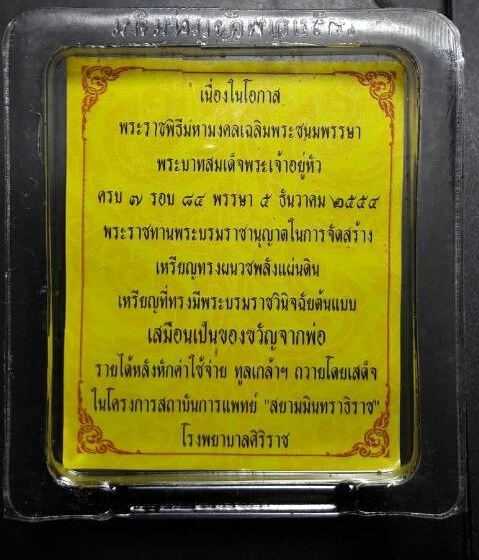 เนื่องในโอกาส
พระราชพิธีมหามงคลเฉลิมพระชนมพรรษา
พระบาทสมเด็จพระเจ้าอยู่หัว
ครบ ๗ รอบ ๘๔ พรรษา ๕ ธันวาคม ๒๕๕๔
พระราชทานพระบรมราชานุญาตในการจัดสร้าง
เหรียญทรงผนวชพลังแผ่นดิน
เหรียญที่ทรงมีพระบรมราชวินิจฉัยต้นแบบ
เสมือนเป็นของขวัญจากพ่อ
รายได้หลังหักค่าใช้จ่าย ทูลเกล้าฯ ถวายโดยเสด็จ
ในโครงการสถาบันการแพทย์ "สยามมินทราธิราช"
โรงพยาบาลศิริราช